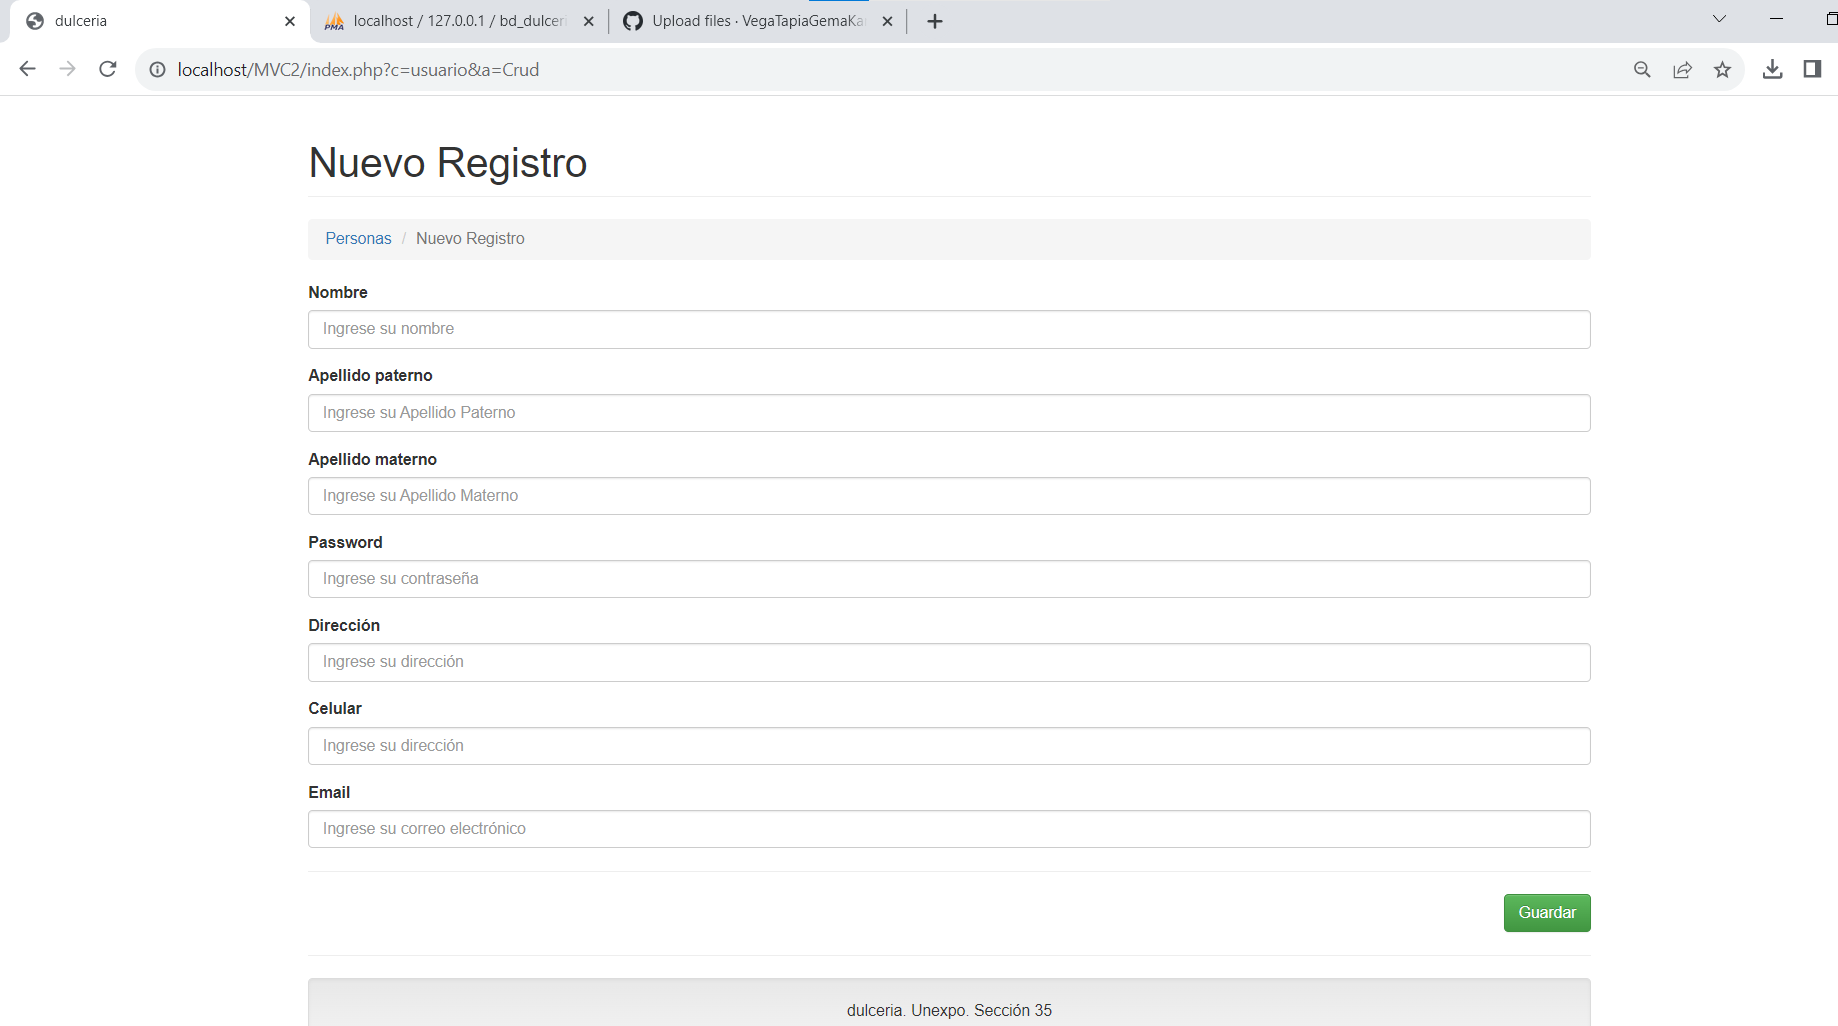 dulceria
localhost / 127.0.0.1 / bd_dulceri
Upload files · VegaTapiaGemaKa
localhost/MVC2/index.php?c=usuario&a=Crud
Nuevo Registro
Personas / Nuevo Registro
Nombre
Ingrese su nombre
Apellido paterno
Ingrese su Apellido Paterno
Apellido materno
Ingrese su Apellido Materno
Password
Ingrese su contraseña
Dirección
Ingrese su dirección
Celular
Ingrese su dirección
Email
Ingrese su correo electrónico
Guardar
dulceria. Unexpo. Sección 35